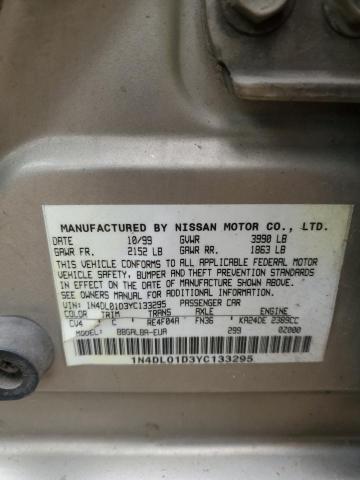 MANUFACTURED BY NISSAN MOTOR CO., LTD.
DATE 10/99 GVWR 3990 LB
GAWR FR. 2152 LB GAWR RR. 1863 LB
THIS VEHICLE CONFORMS TO ALL APPLICABLE FEDERAL MOTOR
VEHICLE SAFETY, BUMPER AND THEFT PREVENTION STANDARDS
IN EFFECT ON THE DATE OF MANUFACTURE SHOWN ABOVE.
SEE OWNERS MANUAL FOR ADDITIONAL INFORMATION.
VIN: 1N4DL01D3YC133295 PASSENGER CAR
COLOR TRIM TRANS AXLE ENGINE
CV4 C RE4F04A FN36 KA24DE 2389CC
MODEL: BBGALBA-EUA 299 0Z000
1N4DL01D3YC133295